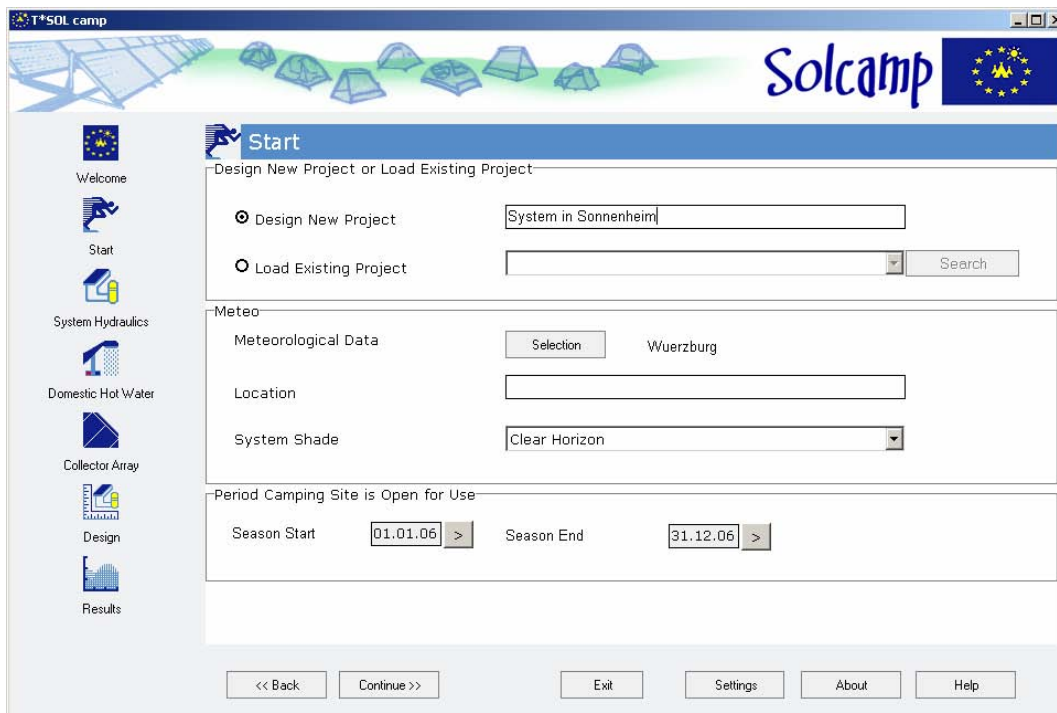 T*SOL camp
Solcamp
Welcome
Start
System Hydraulics
Domestic Hot Water
Collector Array
Design
Results
Start
Design New Project or Load Existing Project
Design New Project System in Sonnenheim
Load Existing Project Search
Meteo
Meteorological Data Selection Wuerzburg
Location
System Shade Clear Horizon
Period Camping Site is Open for Use
Season Start 01.01.06 > Season End 31.12.06 >
<< Back Continue >> Exit Settings About Help